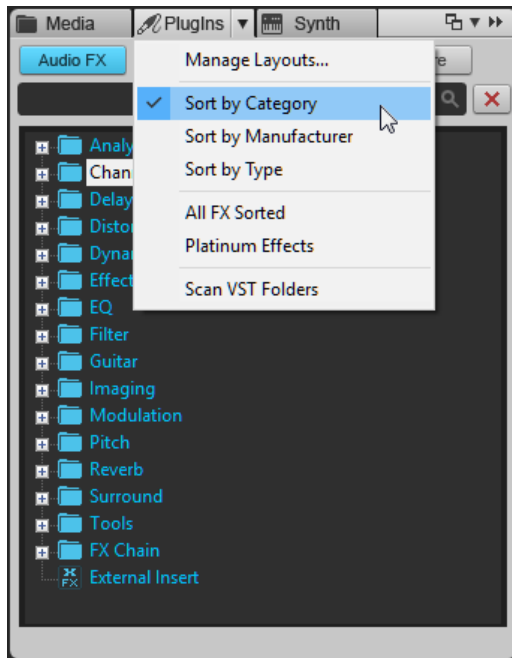 Media PlugIns Synth
Audio FX
Manage Layouts...
Sort by Category
Sort by Manufacturer
Sort by Type
All FX Sorted
Platinum Effects
Scan VST Folders
Analy
Chan
Delay
Disto
Dynar
Effect
EQ
Filter
Guitar
Imaging
Modulation
Pitch
Reverb
Surround
Tools
FX Chain
FX External Insert